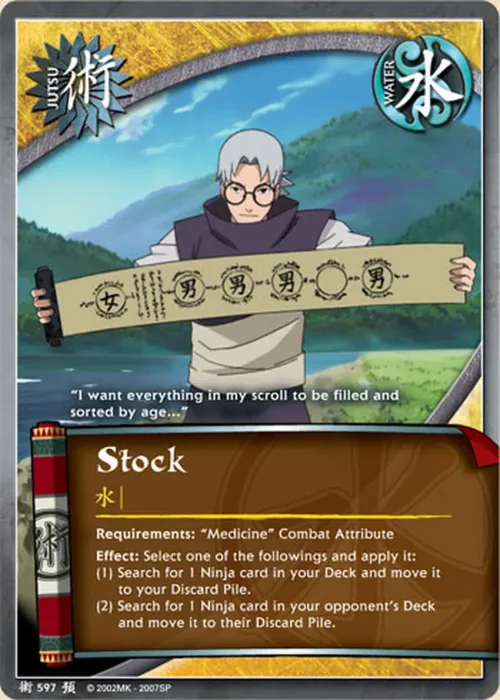 JUTSU 術
WATER 水
女 男 男 男 男
"I want everything in my scroll to be filled and
sorted by age..."
Stock
水
Requirements: "Medicine" Combat Attribute
Effect: Select one of the followings and apply it:
(1) Search for 1 Ninja card in your Deck and move it
to your Discard Pile.
(2) Search for 1 Ninja card in your opponent's Deck
and move it to their Discard Pile.
術
術 597 © 2002MK - 2007SP